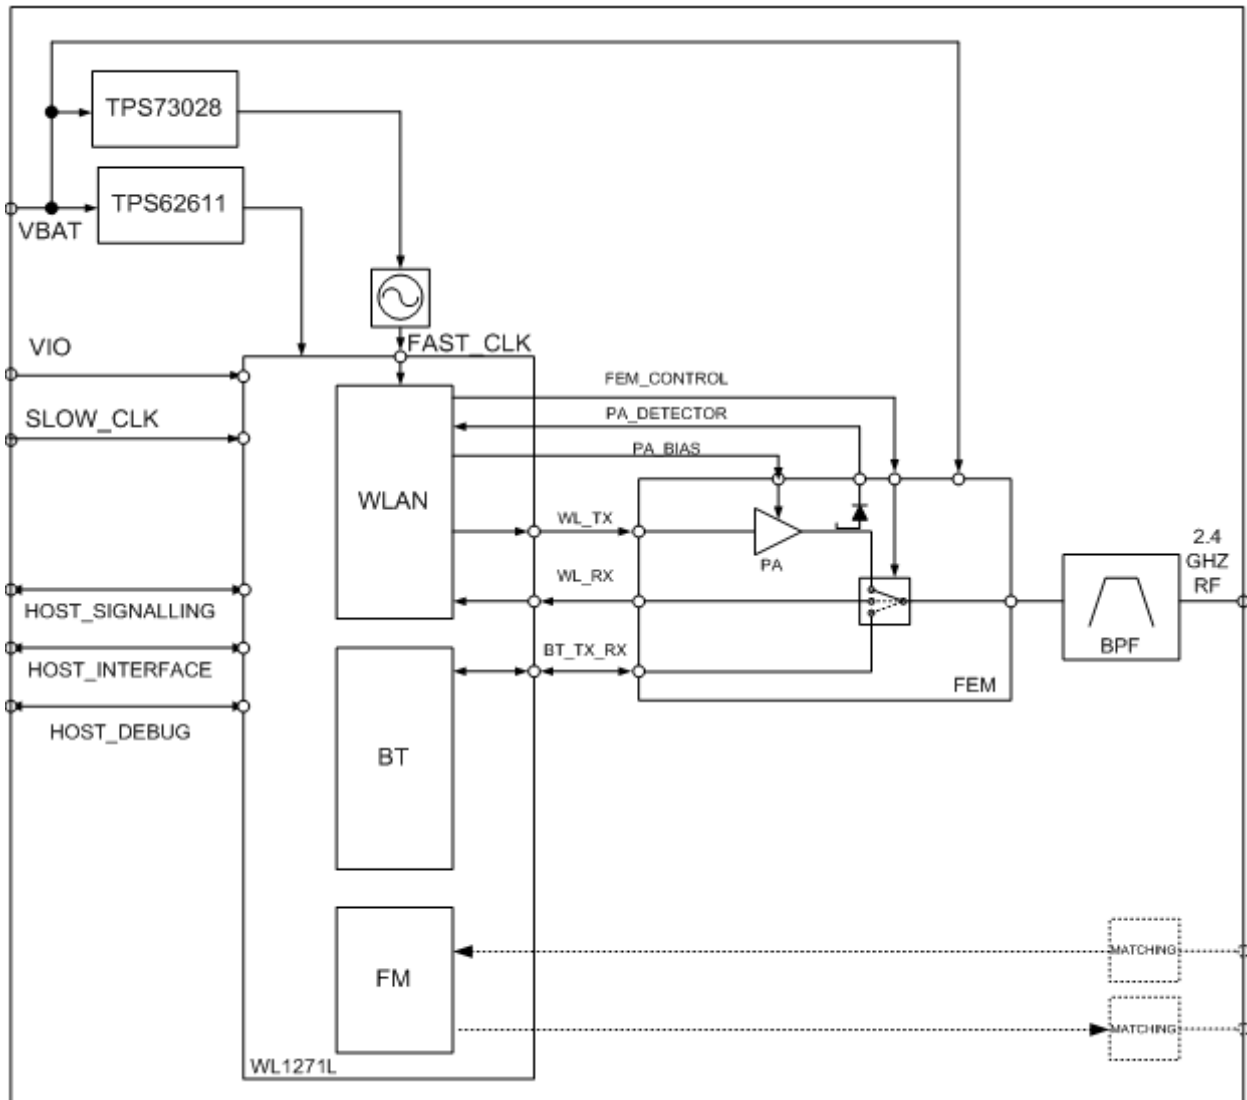 TPS73028
TPS62611
VBAT
VIO
FAST_CLK
SLOW_CLK
FEM_CONTROL
PA_DETECTOR
PA_BIAS
WLAN
WL_TX
PA
WL_RX
2.4
GHZ
RF
BPF
HOST_SIGNALLING
HOST_INTERFACE
HOST_DEBUG
BT_TX_RX
FEM
BT
FM
MATCHING
MATCHING
WL1271L